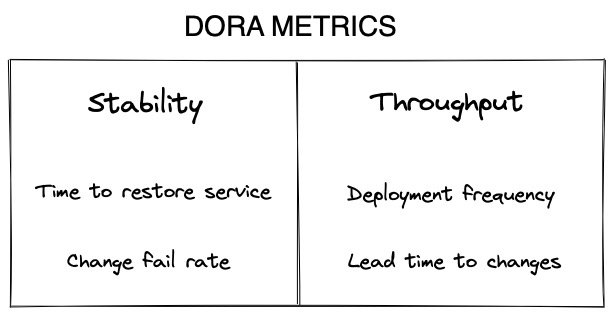 DORA METRICS
Stability
Time to restore service
Change fail rate
Throughput
Deployment frequency
Lead time to changes